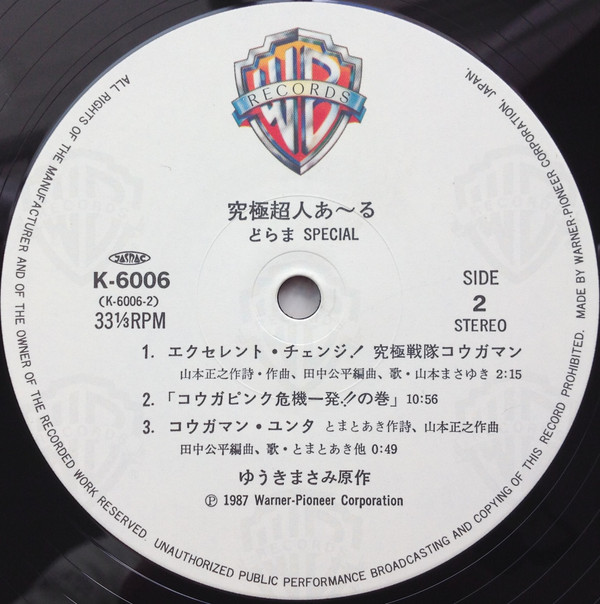 WB
RECORDS
究極超人あ～る
どらま SPECIAL
JASRAC
K-6006
(K-6006-2)
33⅓RPM
SIDE
2
STEREO
1. エクセレント・チェンジ! 究極戦隊コウガマン
山本正之作詩・作曲、田中公平編曲、歌・山本まさゆき 2:15
2. 「コウガピンク危機一発!!の巻」10:56
3. コウガマン・ユンタ とまとあき作詩、山本正之作曲
田中公平編曲、歌・とまとあき他 0:49
ゆうきまさみ原作
Ⓟ 1987 Warner-Pioneer Corporation
ALL RIGHTS OF THE MANUFACTURER AND OF THE OWNER OF THE RECORDED WORK RESERVED. UNAUTHORIZED PUBLIC PERFORMANCE BROADCASTING AND COPYING OF THIS RECORD PROHIBITED. MADE BY WARNER-PIONEER CORPORATION, JAPAN.